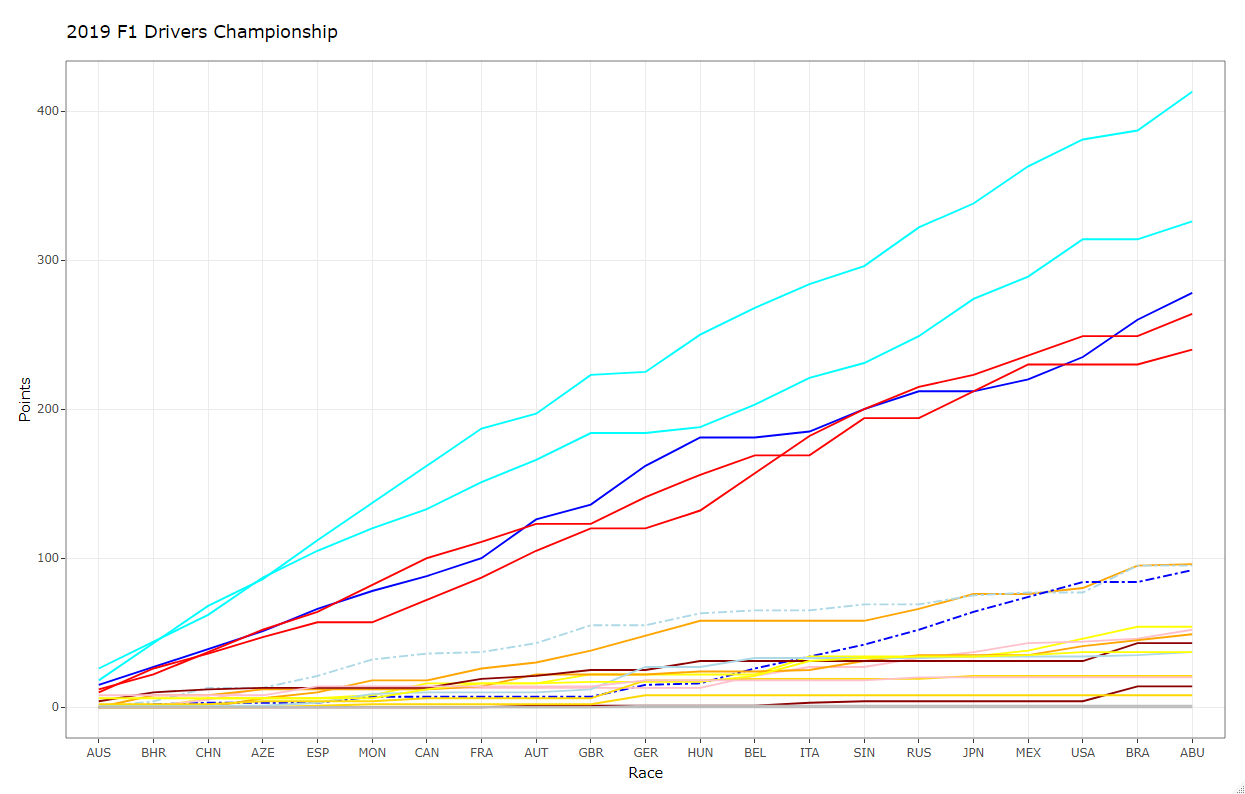 2019 F1 Drivers Championship
400
300
200
100
0
Points
AUS BHR CHN AZE ESP MON CAN FRA AUT GBR GER HUN BEL ITA SIN RUS JPN MEX USA BRA ABU
Race